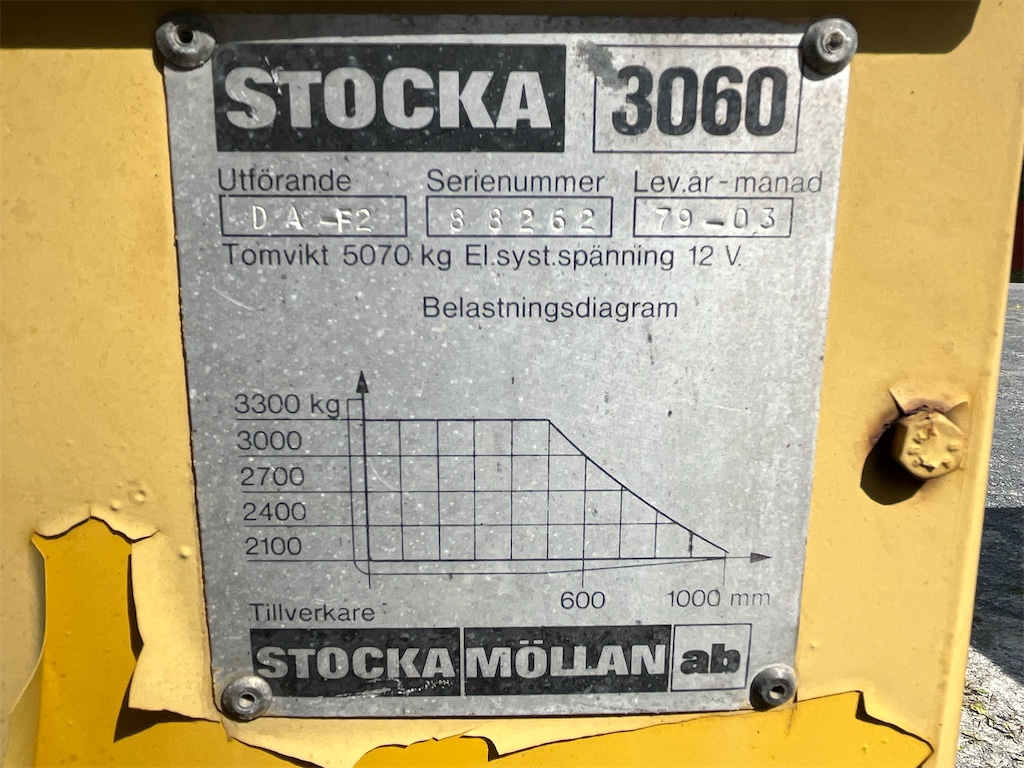 STOCKA 3060
Utförande Serienummer Lev.år-månad
DA-F2 88262 79-03
Tomvikt 5070 kg El.syst.spänning 12 V.
Belastningsdiagram
3300 kg
3000
2700
2400
2100
600 1000 mm
Tillverkare
STOCKA MÖLLAN ab